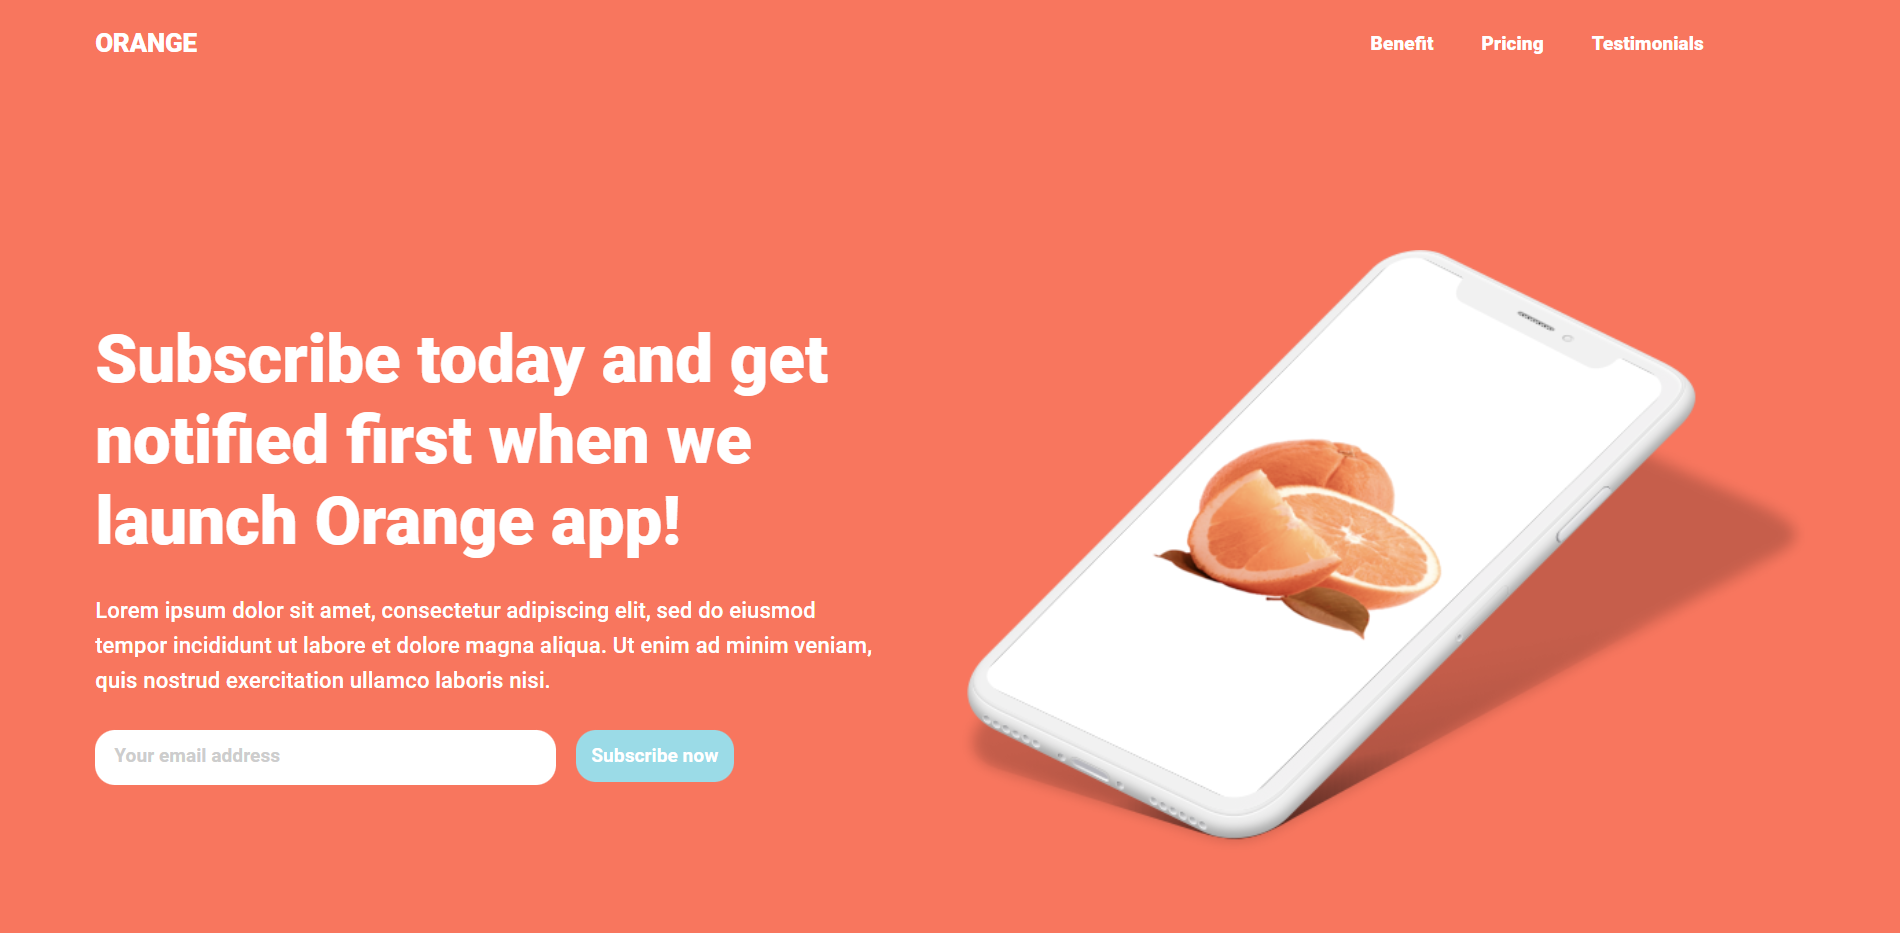 ORANGE
Benefit Pricing Testimonials
Subscribe today and get
notified first when we
launch Orange app!
Lorem ipsum dolor sit amet, consectetur adipiscing elit, sed do eiusmod
tempor incididunt ut labore et dolore magna aliqua. Ut enim ad minim veniam,
quis nostrud exercitation ullamco laboris nisi.
Your email address
Subscribe now